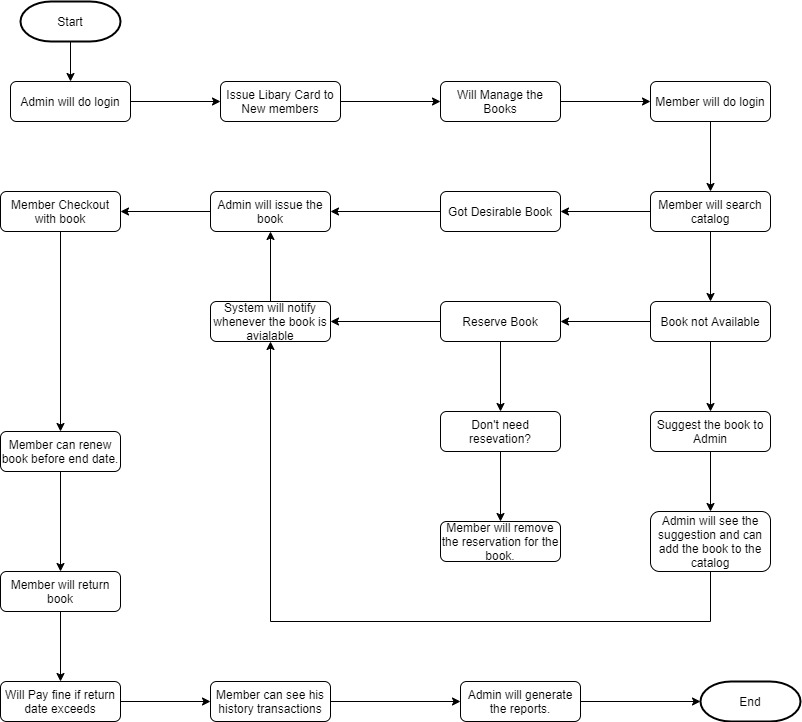 Start
Admin will do login
Issue Libary Card to
New members
Will Manage the
Books
Member will do login
Member Checkout
with book
Admin will issue the
book
Got Desirable Book
Member will search
catalog
System will notify
whenever the book is
avialable
Reserve Book
Book not Available
Don't need
resevation?
Suggest the book to
Admin
Member can renew
book before end date.
Member will remove
the reservation for the
book.
Admin will see the
suggestion and can
add the book to the
catalog
Member will return
book
Will Pay fine if return
date exceeds
Member can see his
history transactions
Admin will generate
the reports.
End